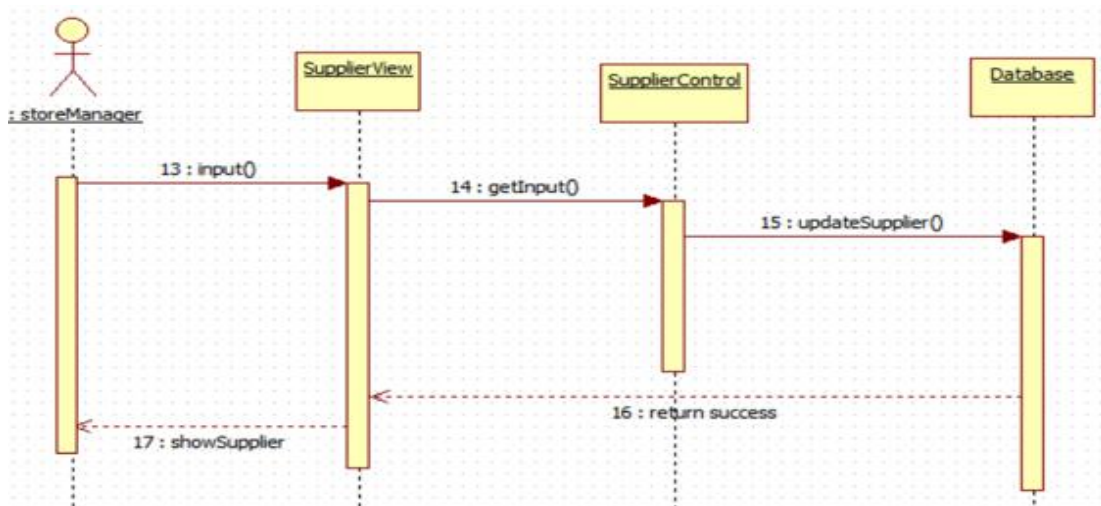 : storeManager
SupplierView
SupplierControl
Database
13 : input()
14 : getInput()
15 : updateSupplier()
16 : return success
17 : showSupplier